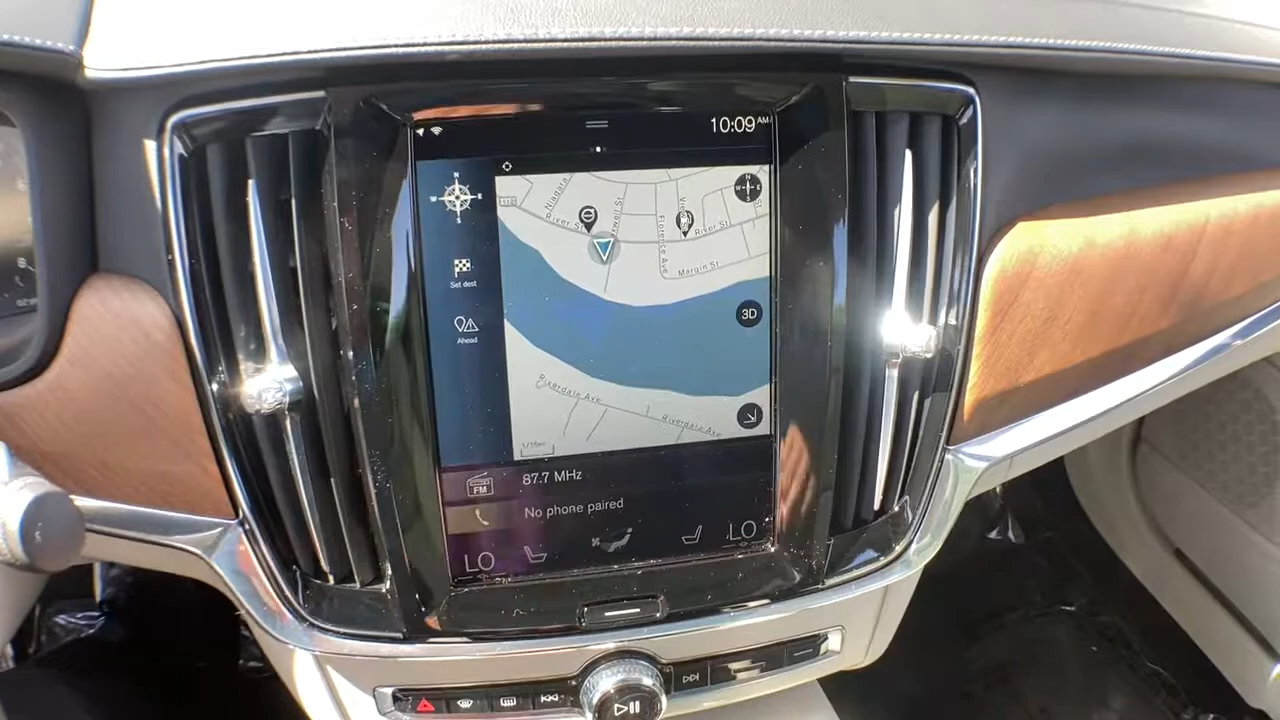 10:09 AM
N
W E
S
N
W E
S
Niagara
River St
Florence Ave
River St
St
Margin St
Set dest
3D
Ahead
Riverdale Ave
Riverdale Ave
FM
87.7 MHz
No phone paired
LO
LO